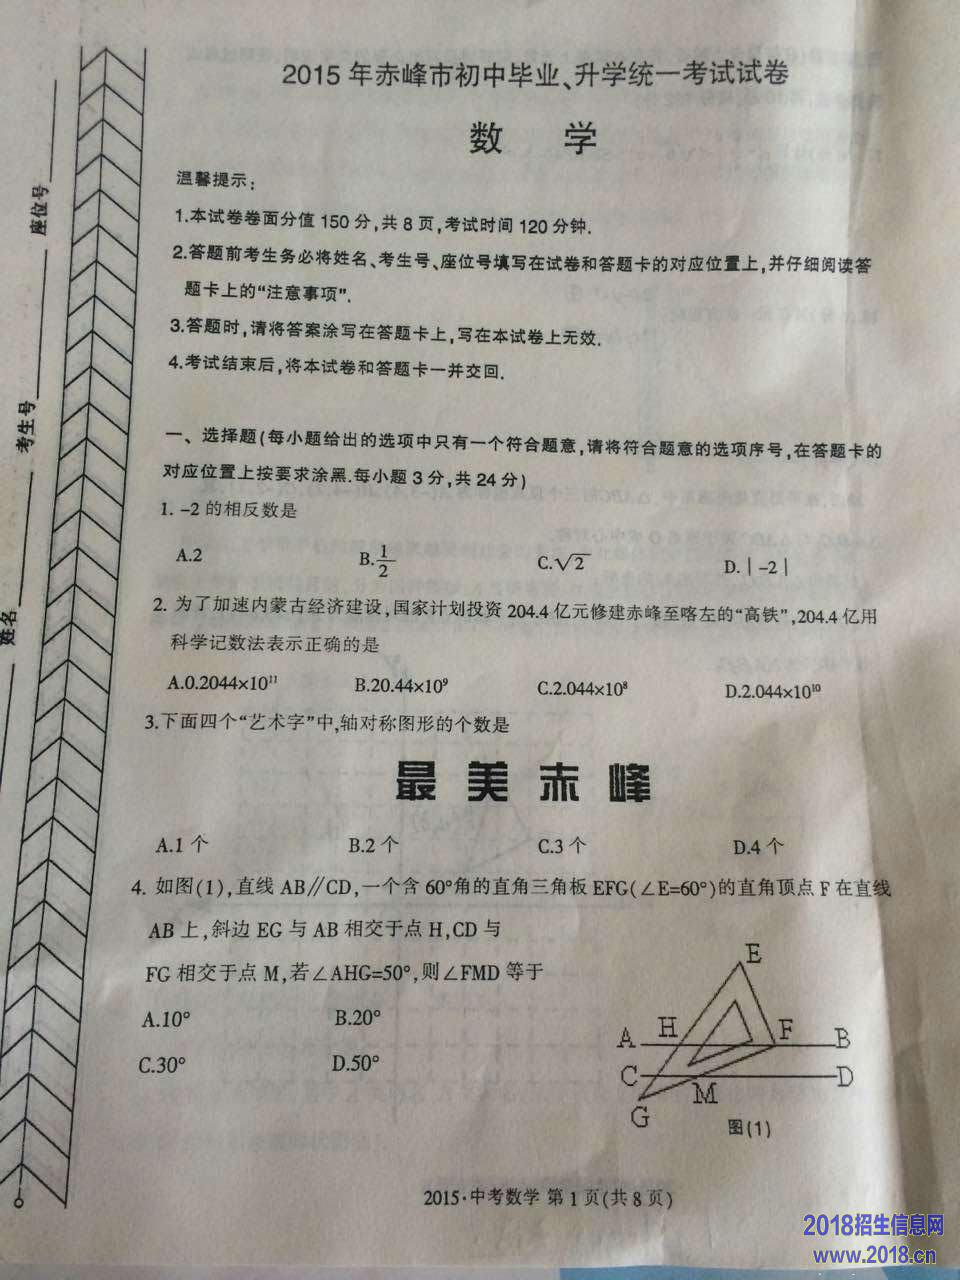 2015年赤峰市初中毕业、升学统一考试试卷
数 学
温馨提示:
1.本试卷卷面分值150分,共8页,考试时间120分钟.
2.答题前考生务必将姓名、考生号、座位号填写在试卷和答题卡的对应位置上,并仔细阅读答
题卡上的“注意事项”.
3.答题时,请将答案涂写在答题卡上,写在本试卷上无效.
4.考试结束后,将本试卷和答题卡一并交回.
一、选择题(每小题给出的选项中只有一个符合题意,请将符合题意的选项序号,在答题卡的
对应位置上按要求涂黑.每小题3分,共24分)
1. -2的相反数是
A.2 B.1/2 C.√2 D.|-2|
2. 为了加速内蒙古经济建设,国家计划投资204.4亿元修建赤峰至喀左的“高铁”,204.4亿用
科学记数法表示正确的是
A.0.2044×10¹¹ B.20.44×10⁹ C.2.044×10⁸ D.2.044×10¹⁰
3.下面四个“艺术字”中,轴对称图形的个数是
最 美 赤 峰
A.1个 B.2个 C.3个 D.4个
4. 如图(1),直线AB∥CD,一个含60°角的直角三角板EFG(∠E=60°)的直角顶点F在直线
AB上,斜边EG与AB相交于点H,CD与
FG相交于点M,若∠AHG=50°,则∠FMD等于
A.10° B.20°
C.30° D.50°
E
A H F B
C M D
G
图(1)
2015·中考数学 第1页(共8页)
座位号
考生号
姓名
2018招生信息网
www.2018.cn